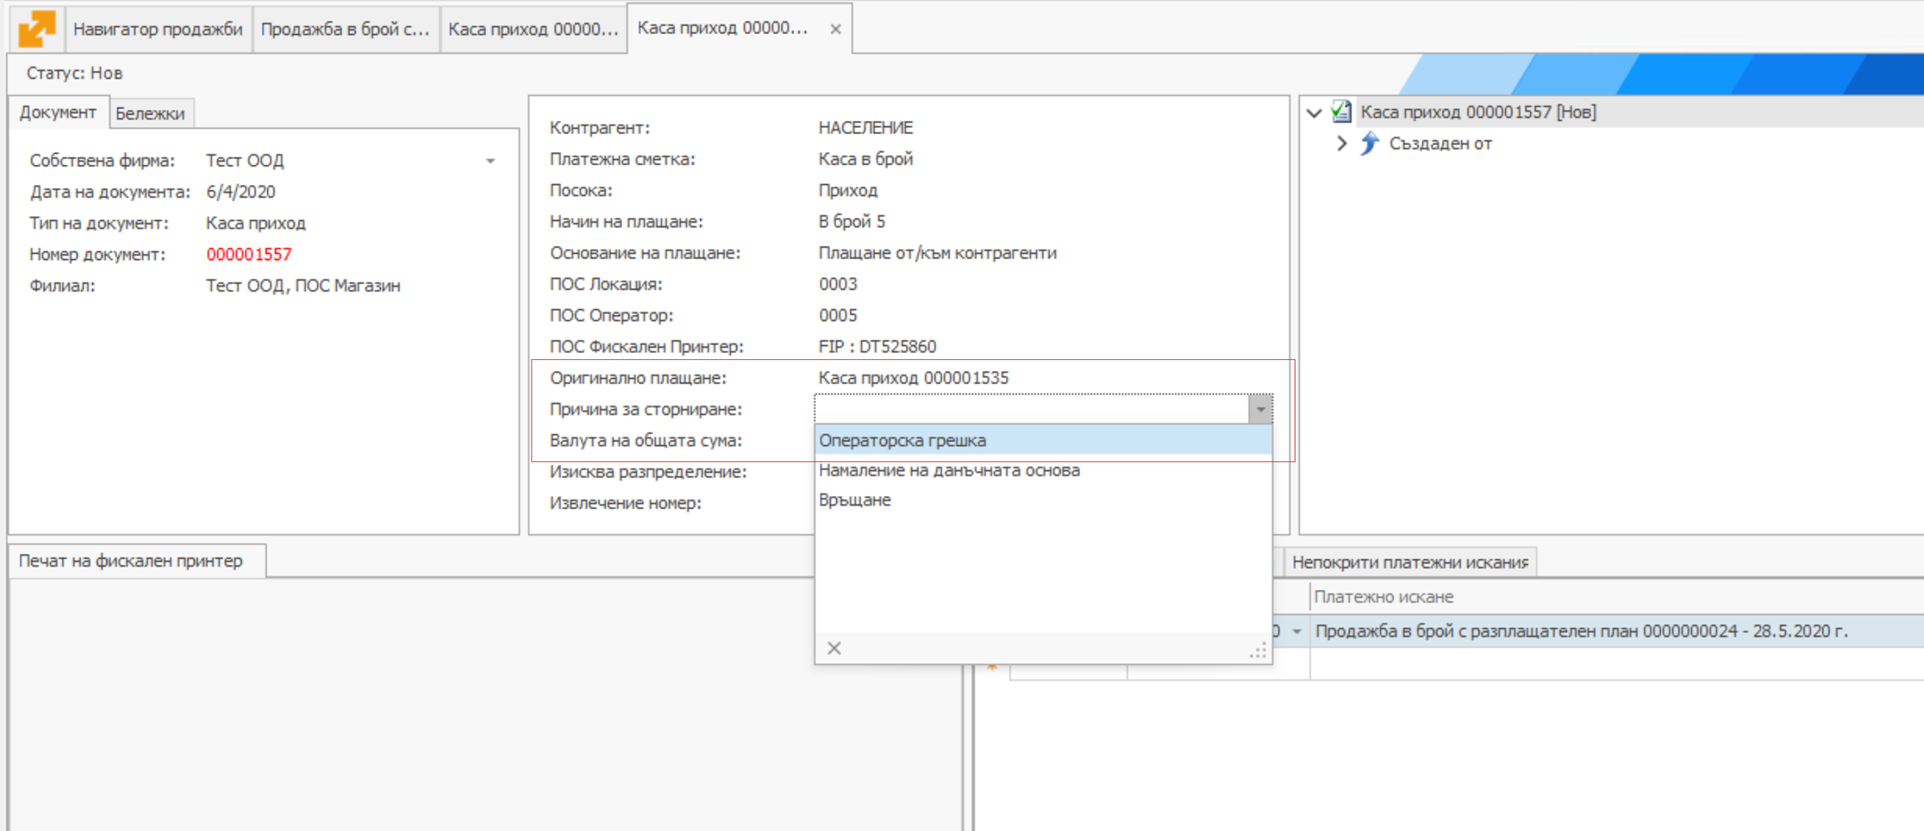 Навигатор продажби
Продажба в брой с...
Каса приход 00000...
Каса приход 00000...
Статус: Нов
Документ
Бележки
Собствена фирма: Тест ООД
Дата на документа: 6/4/2020
Тип на документ: Каса приход
Номер документ: 000001557
Филиал: Тест ООД, ПОС Магазин
Контрагент: НАСЕЛЕНИЕ
Платежна сметка: Каса в брой
Посока: Приход
Начин на плащане: В брой 5
Основание на плащане: Плащане от/към контрагенти
ПОС Локация: 0003
ПОС Оператор: 0005
ПОС Фискален Принтер: FIP : DT525860
Оригинално плащане: Каса приход 000001535
Причина за сторниране:
Валута на общата сума:
Изисква разпределение:
Извлечение номер:
Операторска грешка
Намаление на данъчната основа
Връщане
Каса приход 000001557 [Нов]
Създаден от
Печат на фискален принтер
Непокрити платежни искания
Платежно искане
Продажба в брой с разплащателен план 0000000024 - 28.5.2020 г.